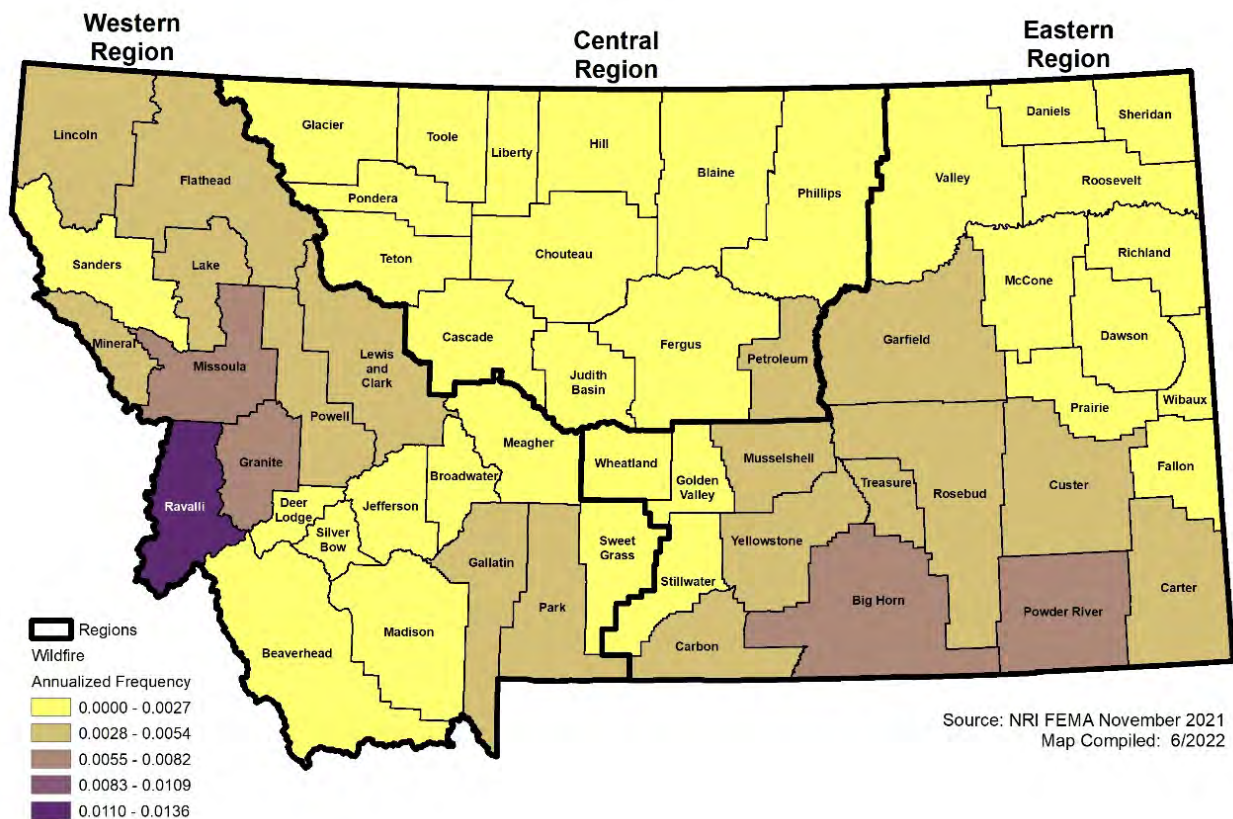 Western
Region
Central
Region
Eastern
Region
Lincoln
Flathead
Glacier
Toole
Liberty
Hill
Blaine
Phillips
Valley
Daniels
Sheridan
Roosevelt
Pondera
Teton
Chouteau
Sanders
Lake
McCone
Richland
Mineral
Missoula
Lewis
and
Clark
Cascade
Judith
Basin
Fergus
Petroleum
Garfield
Dawson
Powell
Prairie
Wibaux
Ravalli
Granite
Meagher
Wheatland
Golden
Valley
Musselshell
Treasure
Rosebud
Custer
Fallon
Deer
Lodge
Silver
Bow
Jefferson
Broadwater
Gallatin
Park
Sweet
Grass
Stillwater
Yellowstone
Big Horn
Powder River
Carter
Beaverhead
Madison
Carbon
Regions
Wildfire
Annualized Frequency
0.0000 - 0.0027
0.0028 - 0.0054
0.0055 - 0.0082
0.0083 - 0.0109
0.0110 - 0.0136
Source: NRI FEMA November 2021
Map Compiled: 6/2022